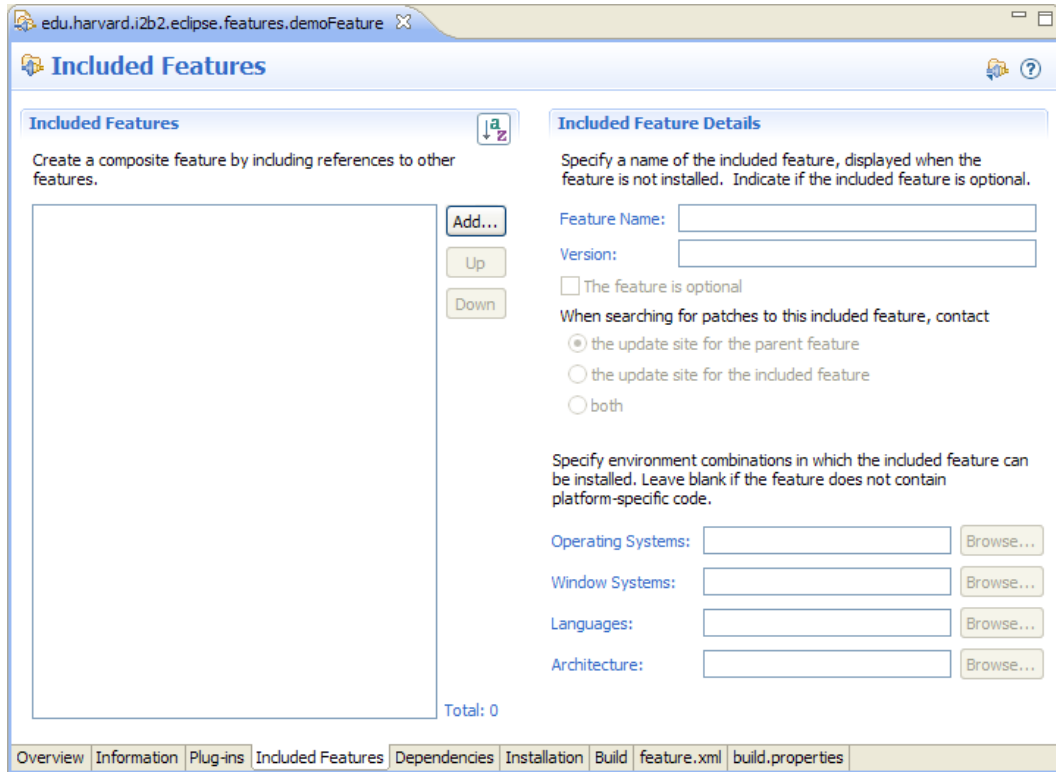 edu.harvard.i2b2.eclipse.features.demoFeature
Included Features
Included Features
Create a composite feature by including references to other
features.
Add...
Up
Down
Total: 0
Included Feature Details
Specify a name of the included feature, displayed when the
feature is not installed.  Indicate if the included feature is optional.
Feature Name:
Version:
The feature is optional
When searching for patches to this included feature, contact
the update site for the parent feature
the update site for the included feature
both
Specify environment combinations in which the included feature can
be installed. Leave blank if the feature does not contain
platform-specific code.
Operating Systems: Browse...
Window Systems: Browse...
Languages: Browse...
Architecture: Browse...
Overview Information Plug-ins Included Features Dependencies Installation Build feature.xml build.properties